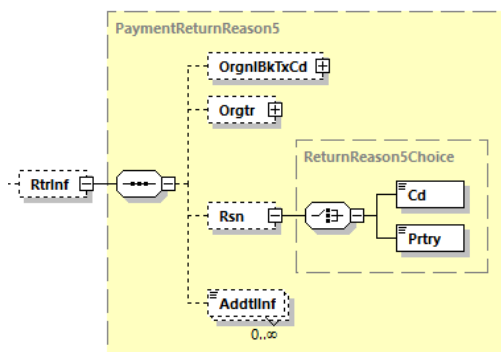 PaymentReturnReason5
OrgnlBkTxCd
Orgtr
ReturnReason5Choice
RtrInf
Rsn
Cd
Prtry
AddtlInf
0..∞